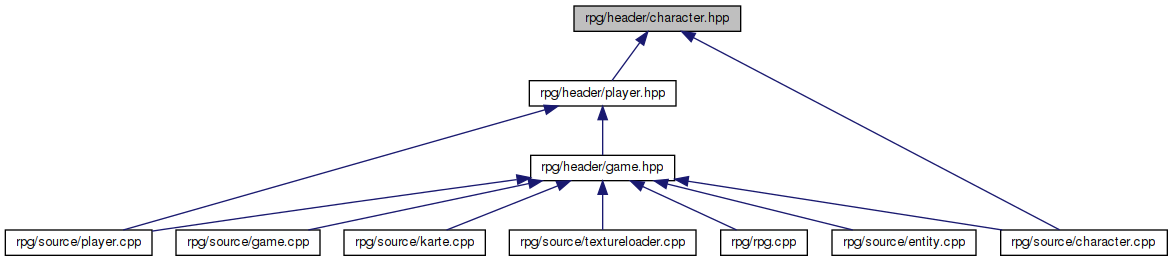 rpg/header/character.hpp
rpg/header/player.hpp
rpg/header/game.hpp
rpg/source/player.cpp
rpg/source/game.cpp
rpg/source/karte.cpp
rpg/source/textureloader.cpp
rpg/rpg.cpp
rpg/source/entity.cpp
rpg/source/character.cpp